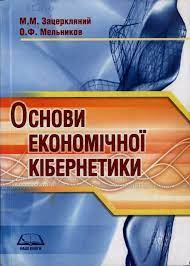 М.М. Зацеркляний
О.Ф. Мельников
ОСНОВИ
ЕКОНОМІЧНОЇ
КІБЕРНЕТИКИ